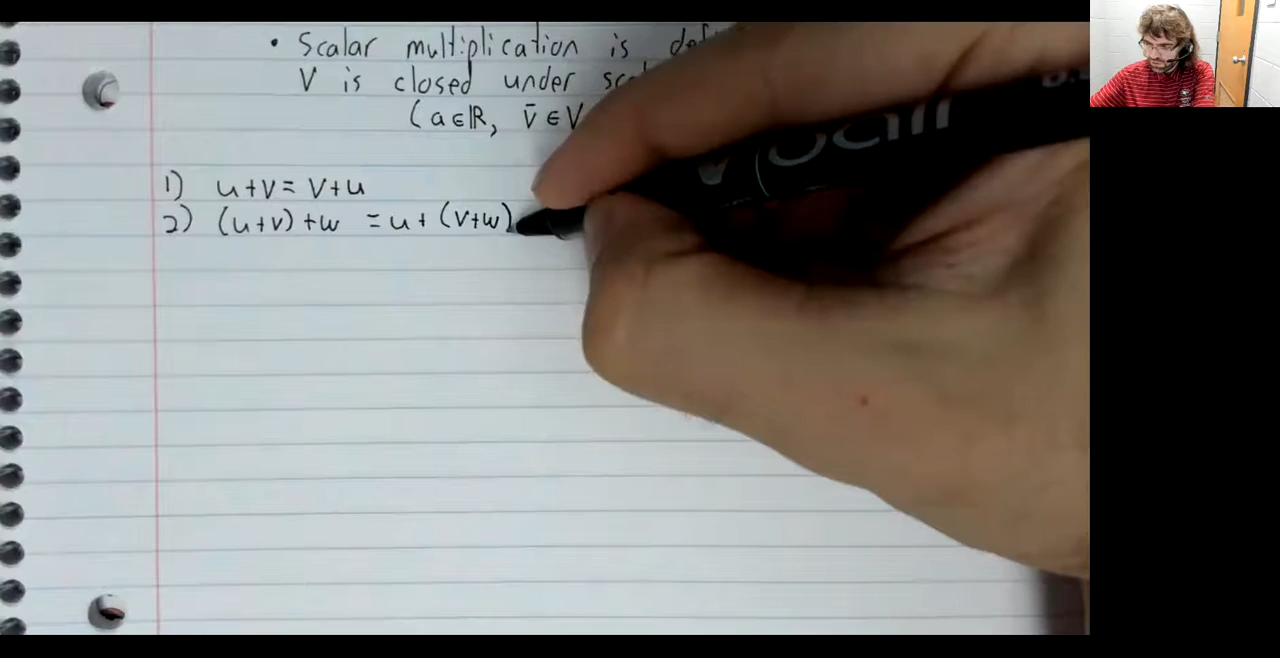 • Scalar multiplication is
V is closed under
(a∈ℝ, v̄∈V
1) u+v = v+u
2) (u+v)+w = u+(v+w)